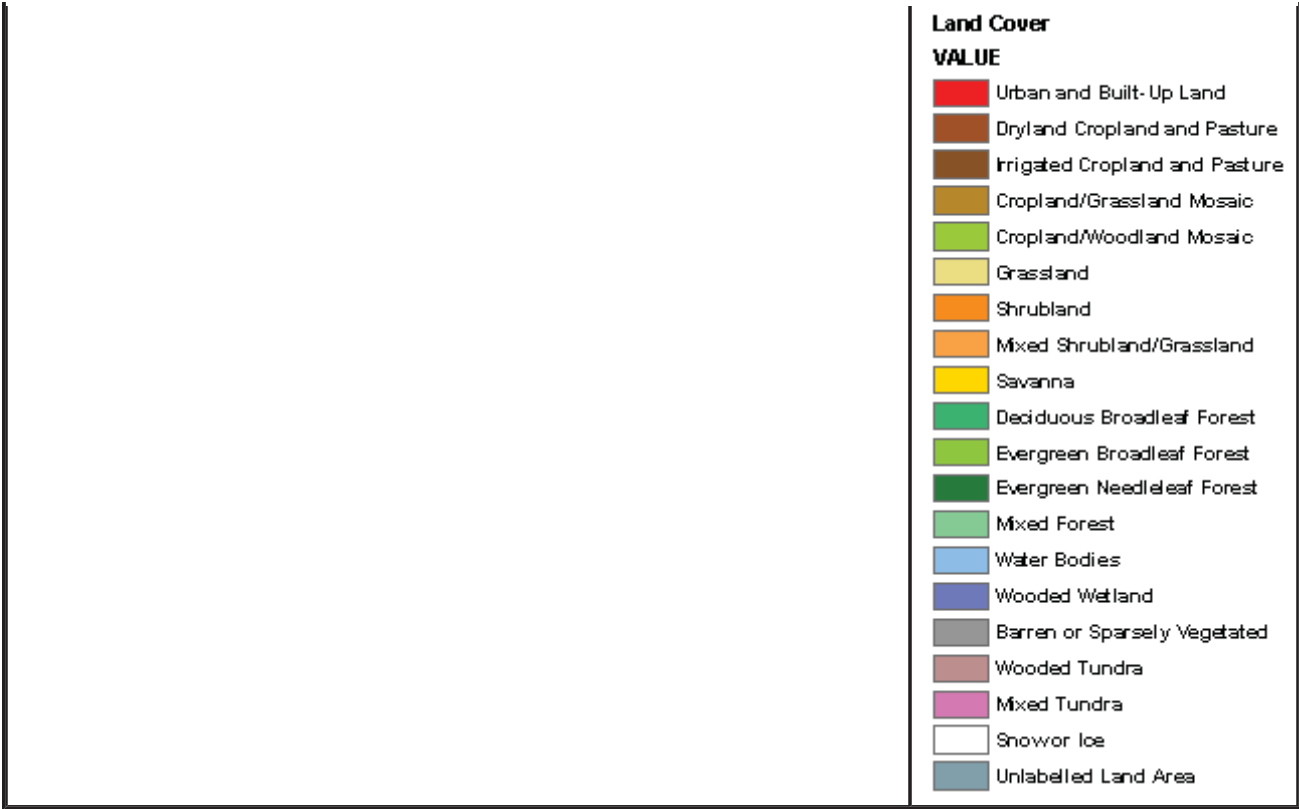 Land Cover
VALUE
Urban and Built-Up Land
Dryland Cropland and Pasture
Irrigated Cropland and Pasture
Cropland/Grassland Mosaic
Cropland/Woodland Mosaic
Grassland
Shrubland
Mixed Shrubland/Grassland
Savanna
Deciduous Broadleaf Forest
Evergreen Broadleaf Forest
Evergreen Needleleaf Forest
Mixed Forest
Water Bodies
Wooded Wetland
Barren or Sparsely Vegetated
Wooded Tundra
Mixed Tundra
Snow or Ice
Unlabelled Land Area